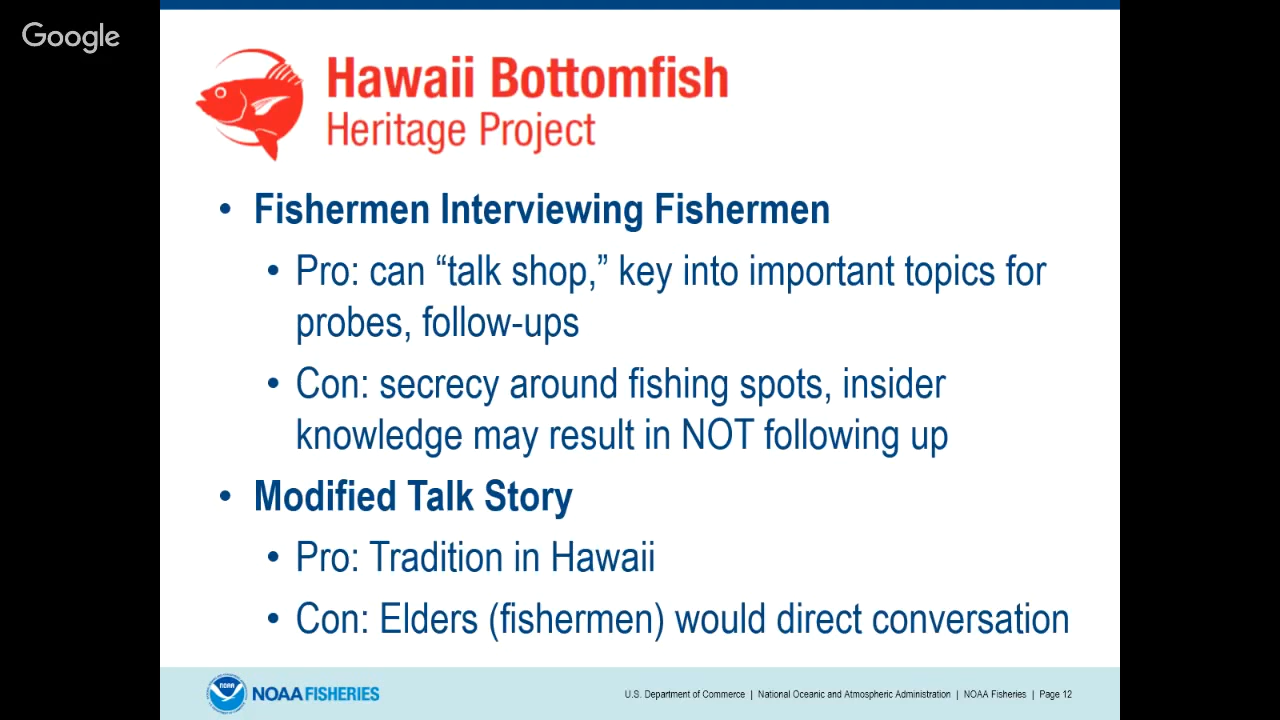 Google
Hawaii Bottomfish
Heritage Project
• Fishermen Interviewing Fishermen
• Pro: can “talk shop,” key into important topics for
probes, follow-ups
• Con: secrecy around fishing spots, insider
knowledge may result in NOT following up
• Modified Talk Story
• Pro: Tradition in Hawaii
• Con: Elders (fishermen) would direct conversation
NOAA
NOAA FISHERIES
U.S. Department of Commerce | National Oceanic and Atmospheric Administration | NOAA Fisheries | Page 12